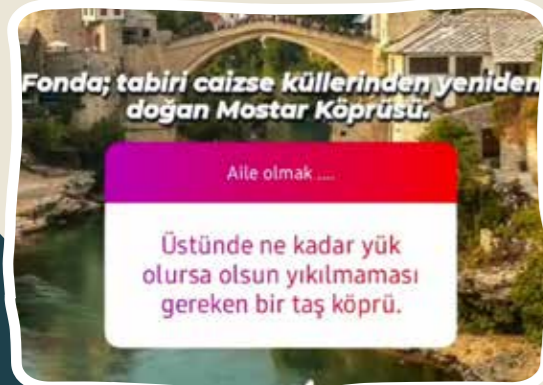 Fonda; tabiri caizse küllerinden yeniden
doğan Mostar Köprüsü.
Aile olmak ....
Üstünde ne kadar yük
olursa olsun yıkılmaması
gereken bir taş köprü.